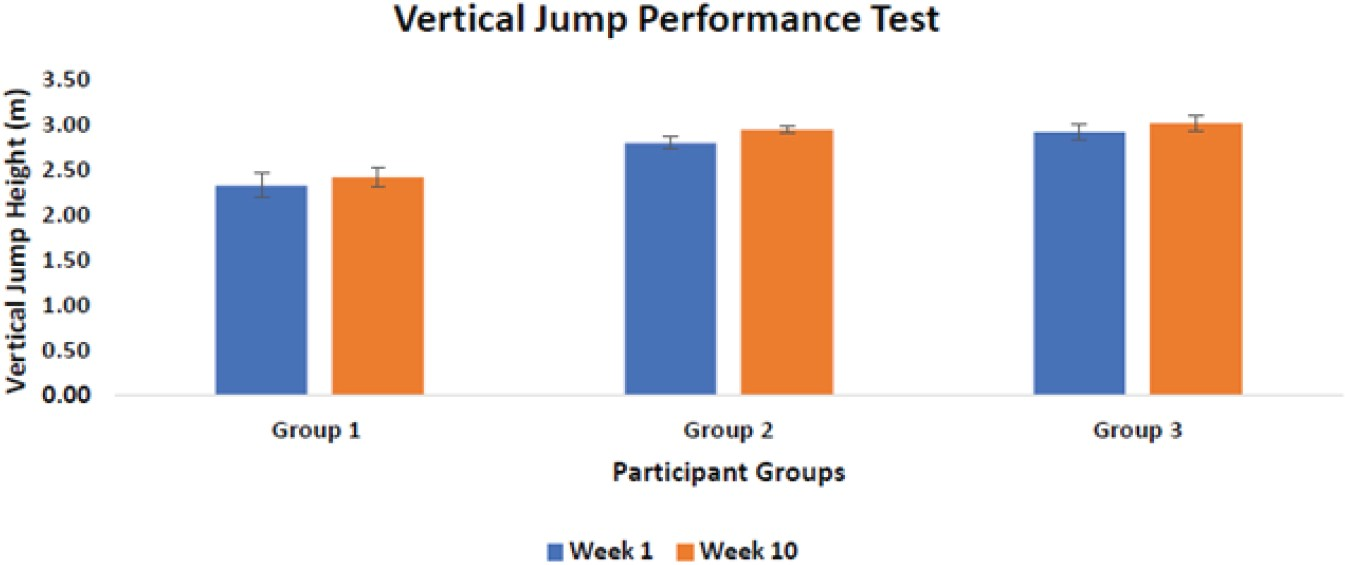 Vertical Jump Performance Test
Vertical Jump Height (m)
3.50
3.00
2.50
2.00
1.50
1.00
0.50
0.00
Group 1 Group 2 Group 3
Participant Groups
Week 1 Week 10